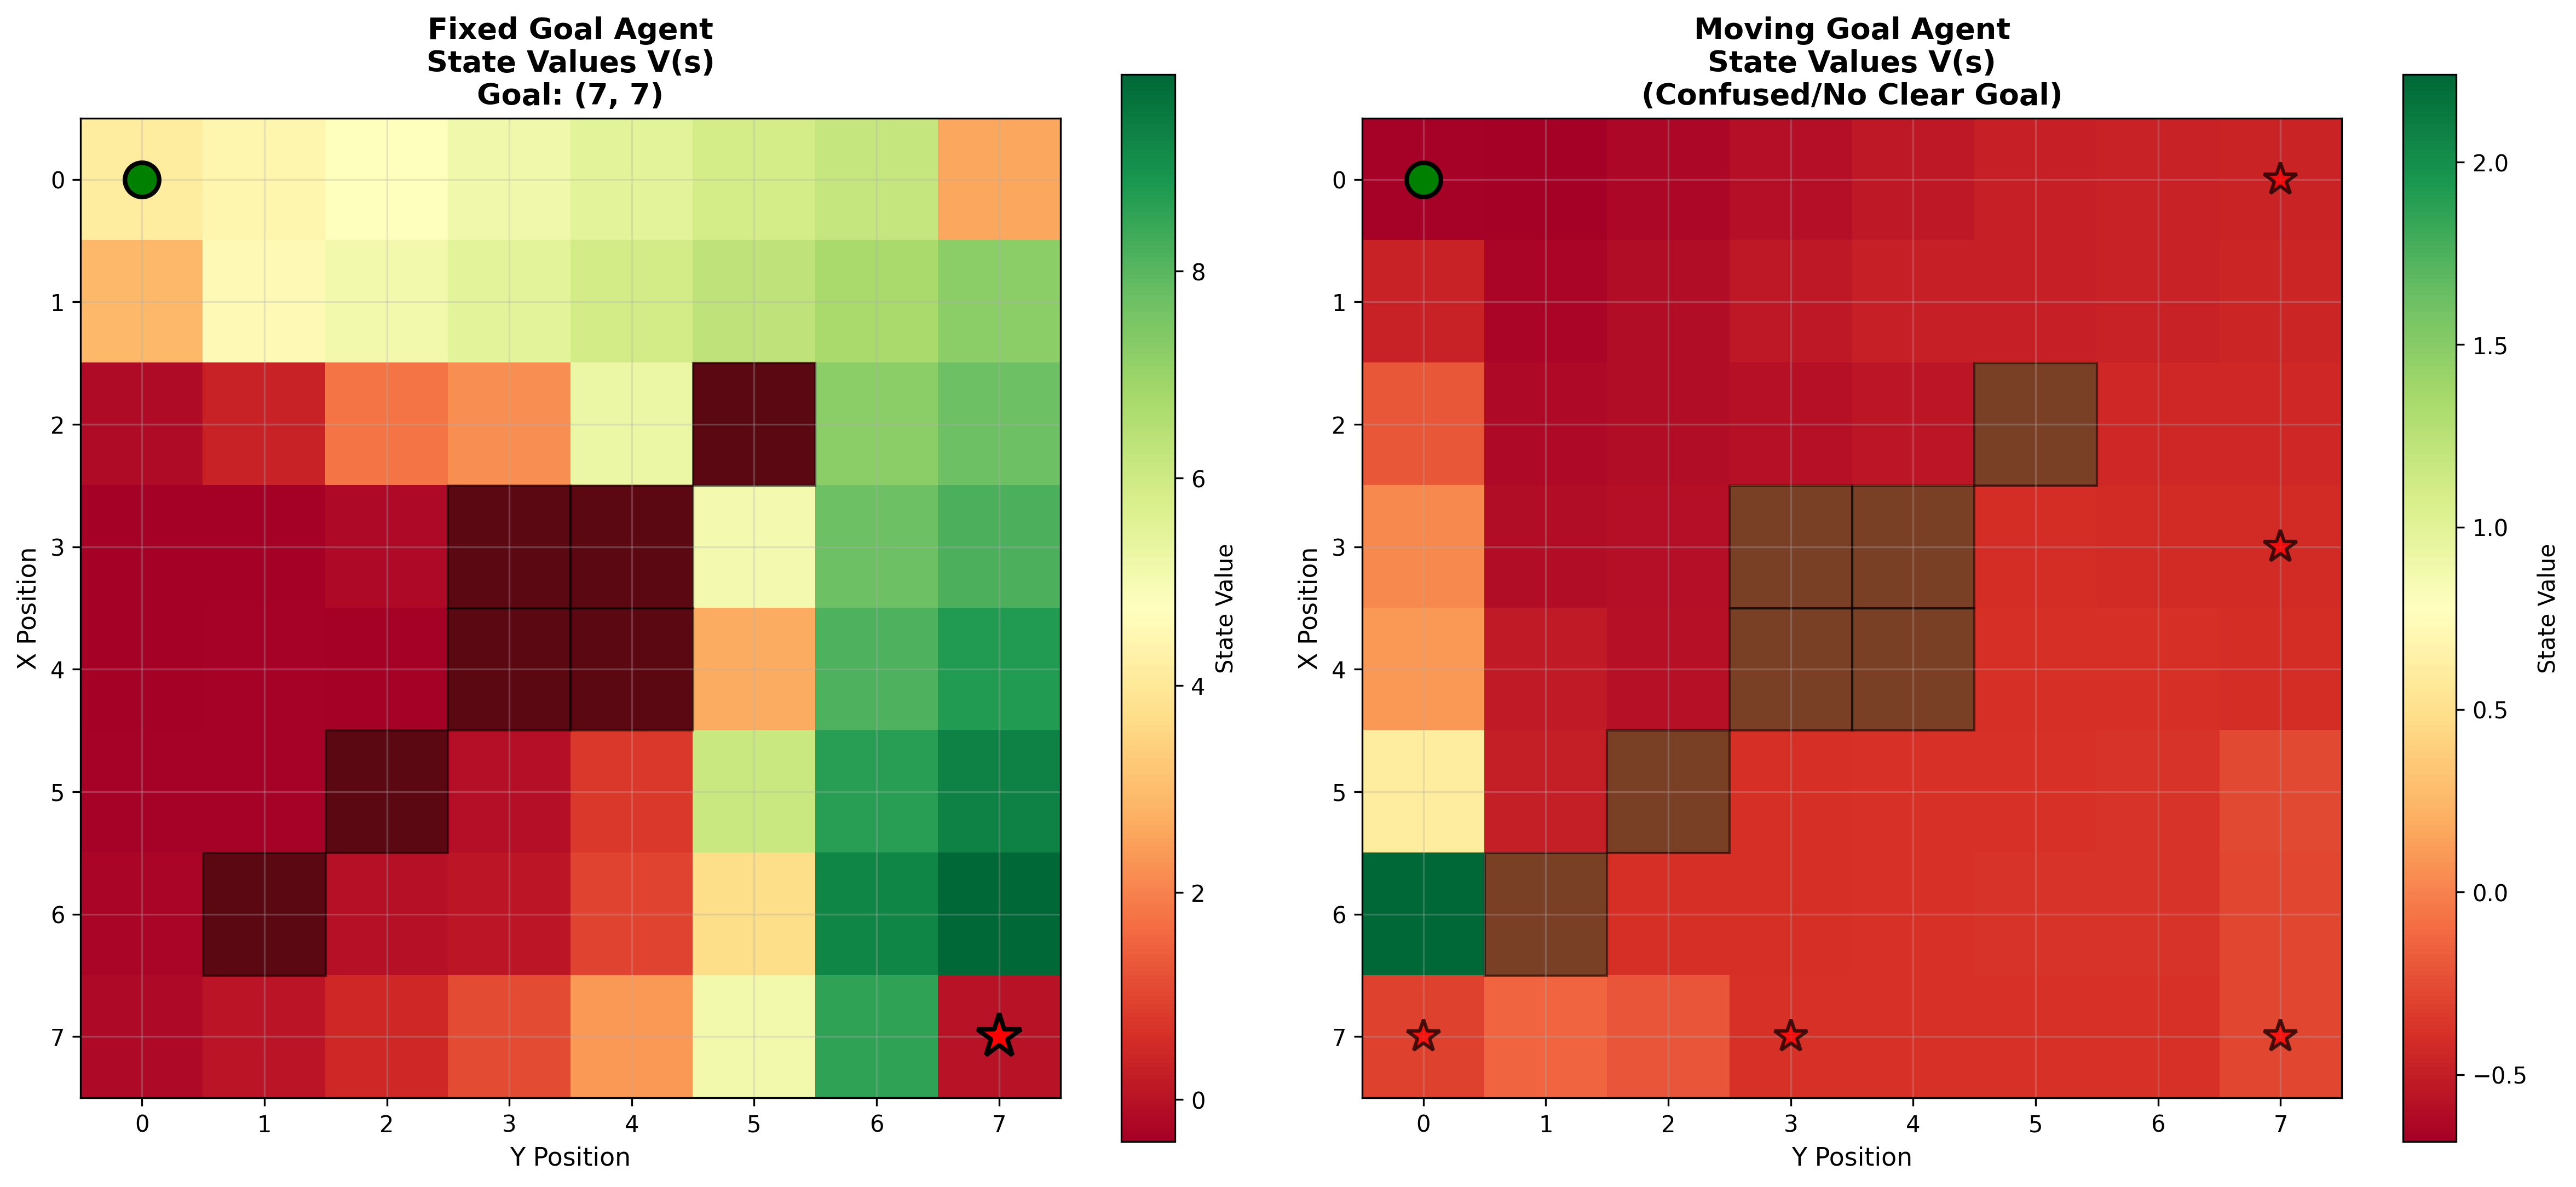 Fixed Goal Agent
State Values V(s)
Goal: (7, 7)
0
1
2
3
4
5
6
7
X Position
0 1 2 3 4 5 6 7
Y Position
8
6
4
2
0
State Value
Moving Goal Agent
State Values V(s)
(Confused/No Clear Goal)
0
1
2
3
4
5
6
7
X Position
0 1 2 3 4 5 6 7
Y Position
2.0
1.5
1.0
0.5
0.0
−0.5
State Value